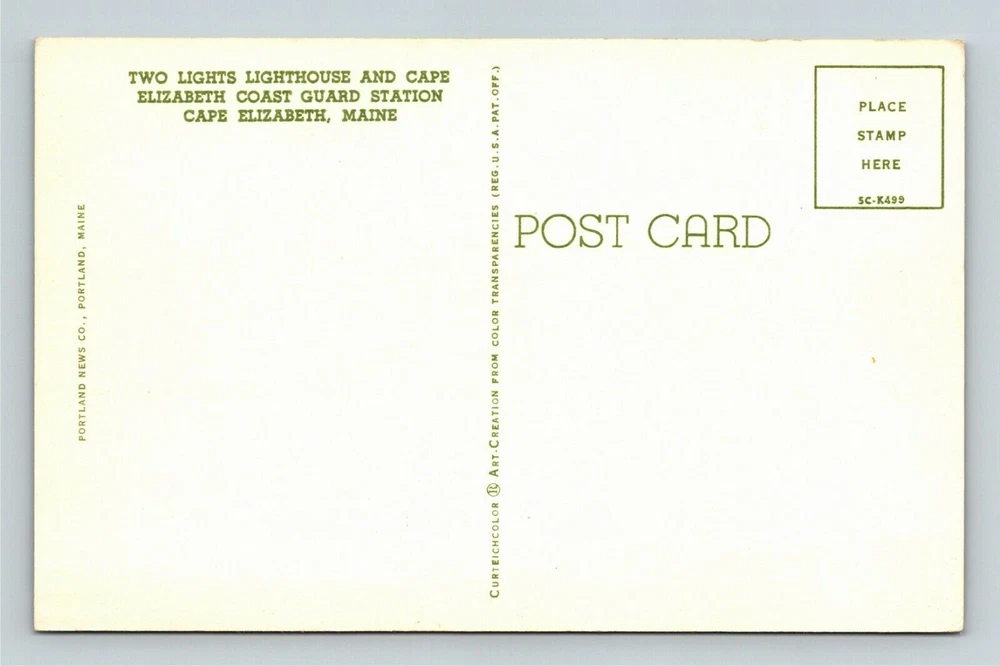 TWO LIGHTS LIGHTHOUSE AND CAPE
ELIZABETH COAST GUARD STATION
CAPE ELIZABETH, MAINE
PORTLAND NEWS CO., PORTLAND, MAINE
CURTEICHCOLOR ® ART-CREATION FROM COLOR TRANSPARENCIES (REG.U.S.A.PAT.OFF.)
POST CARD
PLACE
STAMP
HERE
5C-K499